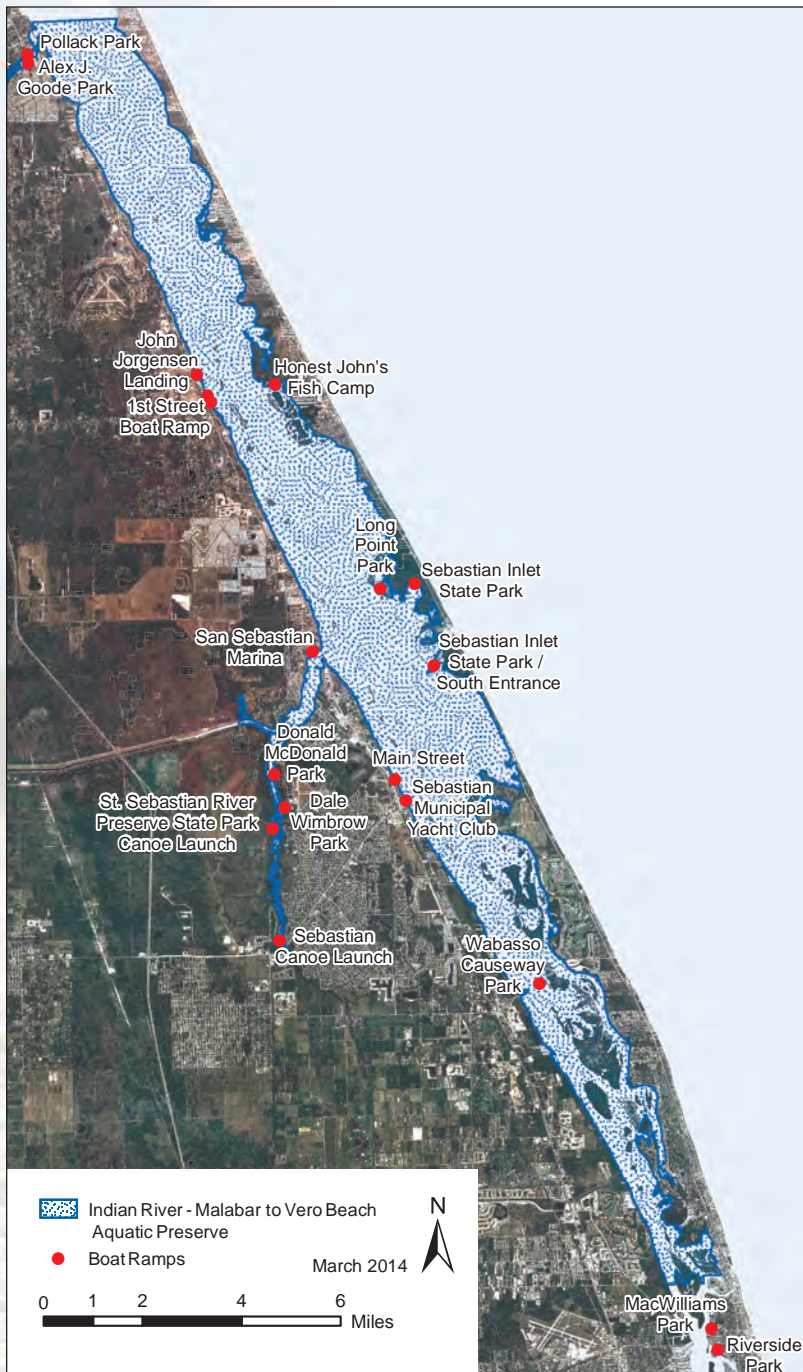 Pollack Park
Alex J.
Goode Park
John
Jorgensen
Landing
1st Street
Boat Ramp
Honest John's
Fish Camp
Long
Point
Park
Sebastian Inlet
State Park
San Sebastian
Marina
Sebastian Inlet
State Park /
South Entrance
Donald
McDonald
Park
Main Street
Sebastian
Municipal
Yacht Club
St. Sebastian River
Preserve State Park
Canoe Launch
Dale
Wimbrow
Park
Sebastian
Canoe Launch
Wabasso
Causeway
Park
Indian River - Malabar to Vero Beach
Aquatic Preserve
Boat Ramps
March 2014
N
0 1 2 4 6
Miles
MacWilliams
Park
Riverside
Park